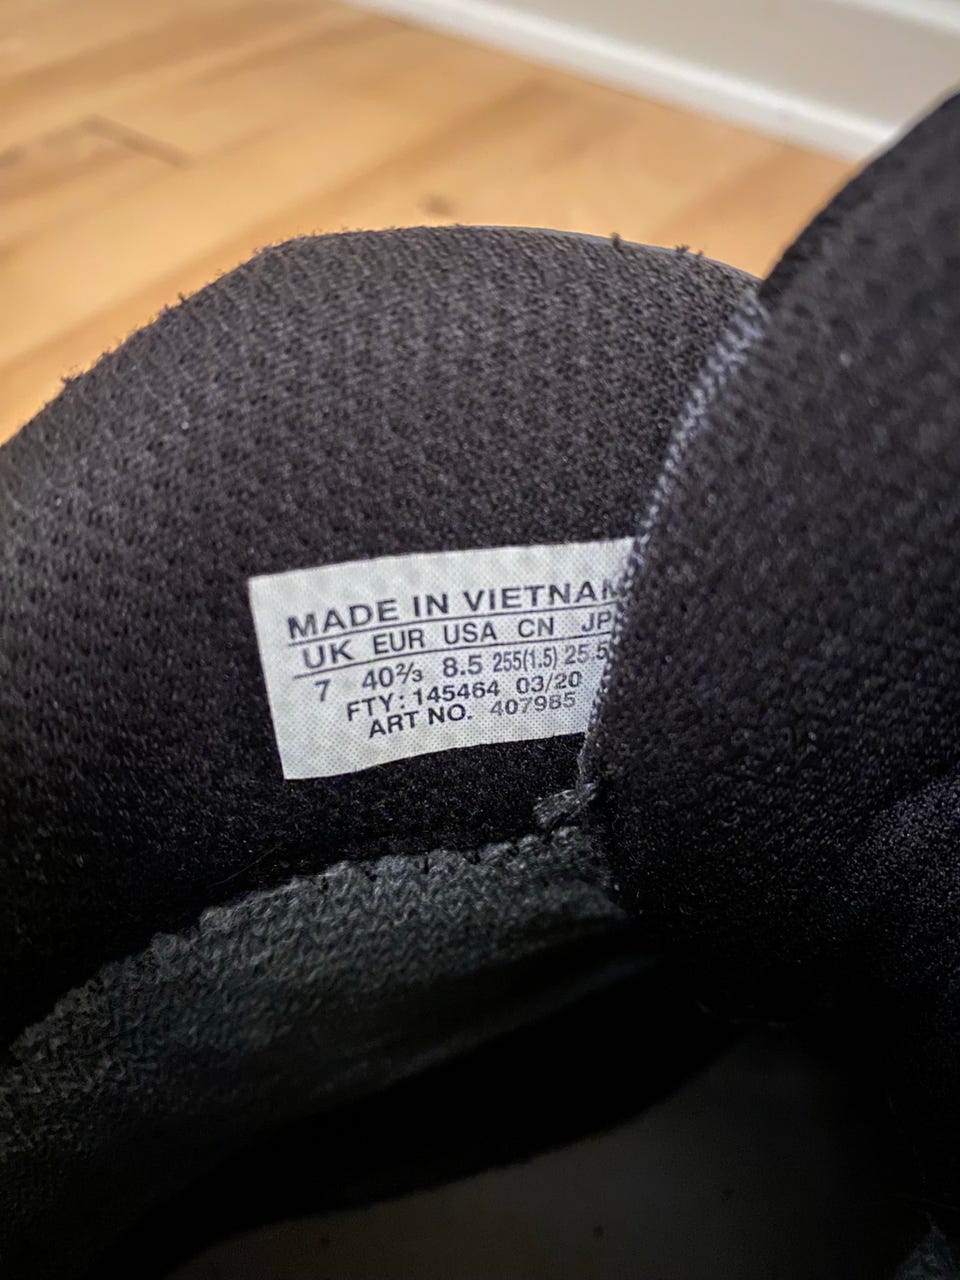 MADE IN VIETNAM
UK EUR USA CN JP
7 40⅔ 8.5 255(1.5) 25.5
FTY: 145464 03/20
ART NO. 407985